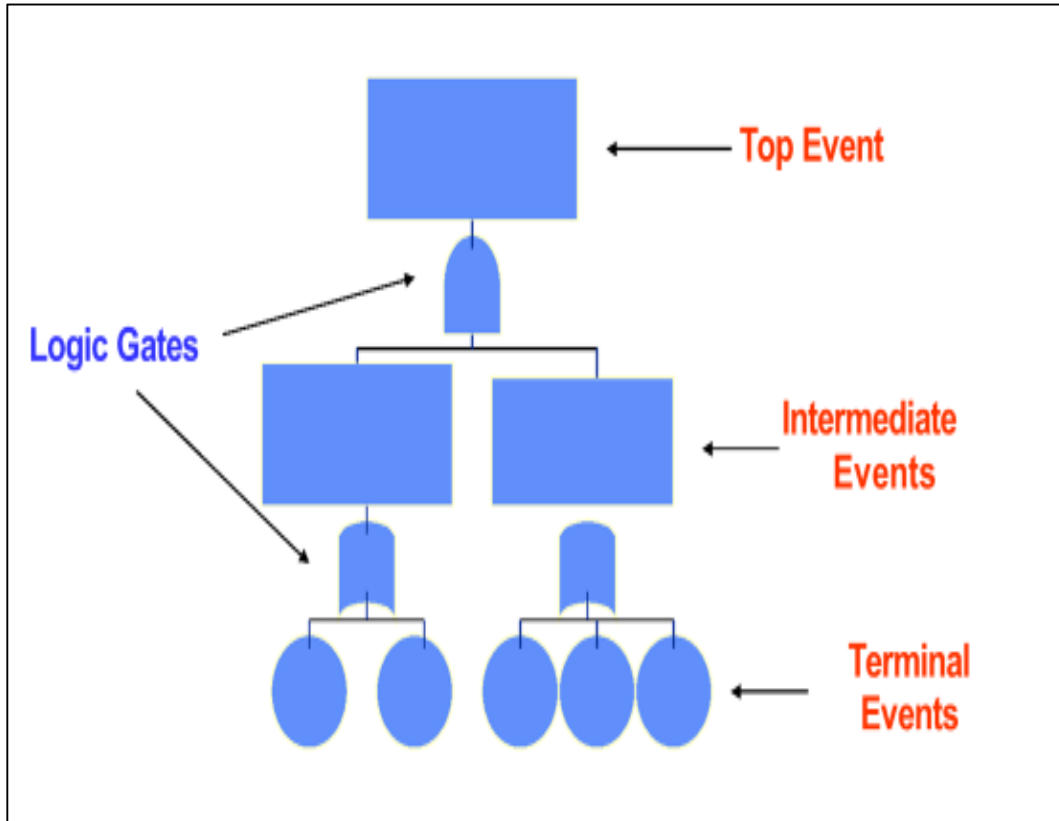 Top Event
Logic Gates
Intermediate
Events
Terminal
Events